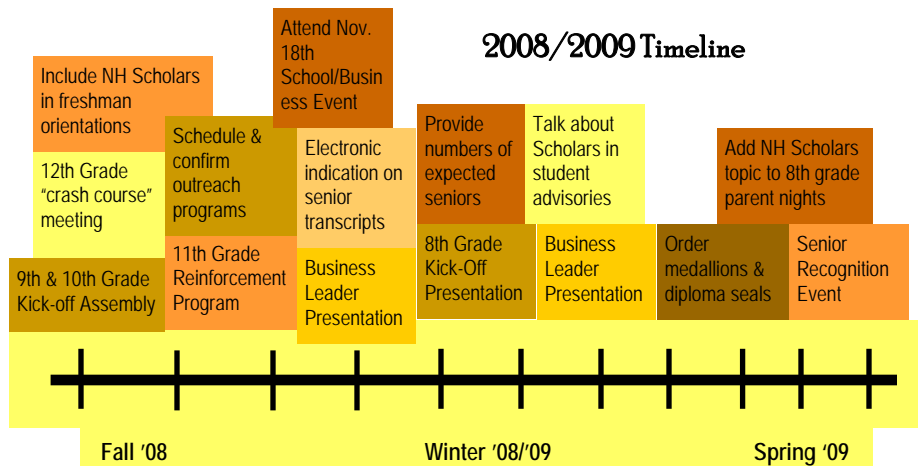 2008/2009 Timeline
Attend Nov.
18th
School/Busin
ess Event
Include NH Scholars
in freshman
orientations
Schedule &
confirm
outreach
programs
Provide
numbers of
expected
seniors
Talk about
Scholars in
student
advisories
Electronic
indication on
senior
transcripts
Add NH Scholars
topic to 8th grade
parent nights
12th Grade
“crash course”
meeting
11th Grade
Reinforcement
Program
8th Grade
Kick-Off
Presentation
Business
Leader
Presentation
Order
medallions &
diploma seals
Senior
Recognition
Event
9th & 10th Grade
Kick-off Assembly
Business
Leader
Presentation
Fall '08
Winter '08/'09
Spring '09